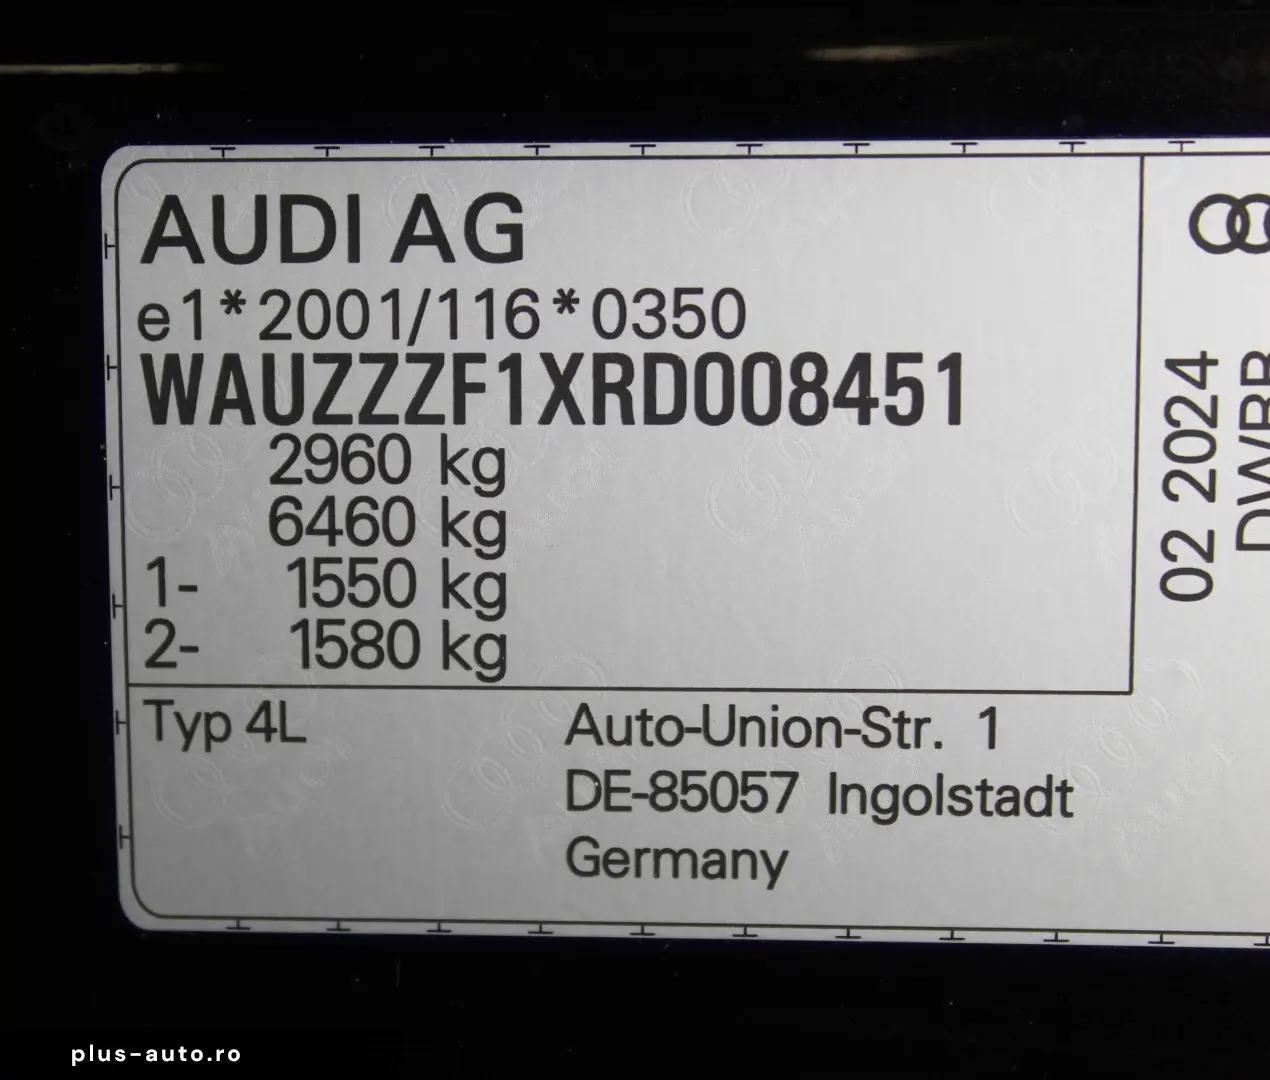 AUDI AG
e1*2001/116*0350
WAUZZZF1XRD008451
2960 kg
6460 kg
1- 1550 kg
2- 1580 kg
Typ 4L
Auto-Union-Str. 1
DE-85057 Ingolstadt
Germany
02 2024
plus-auto.ro